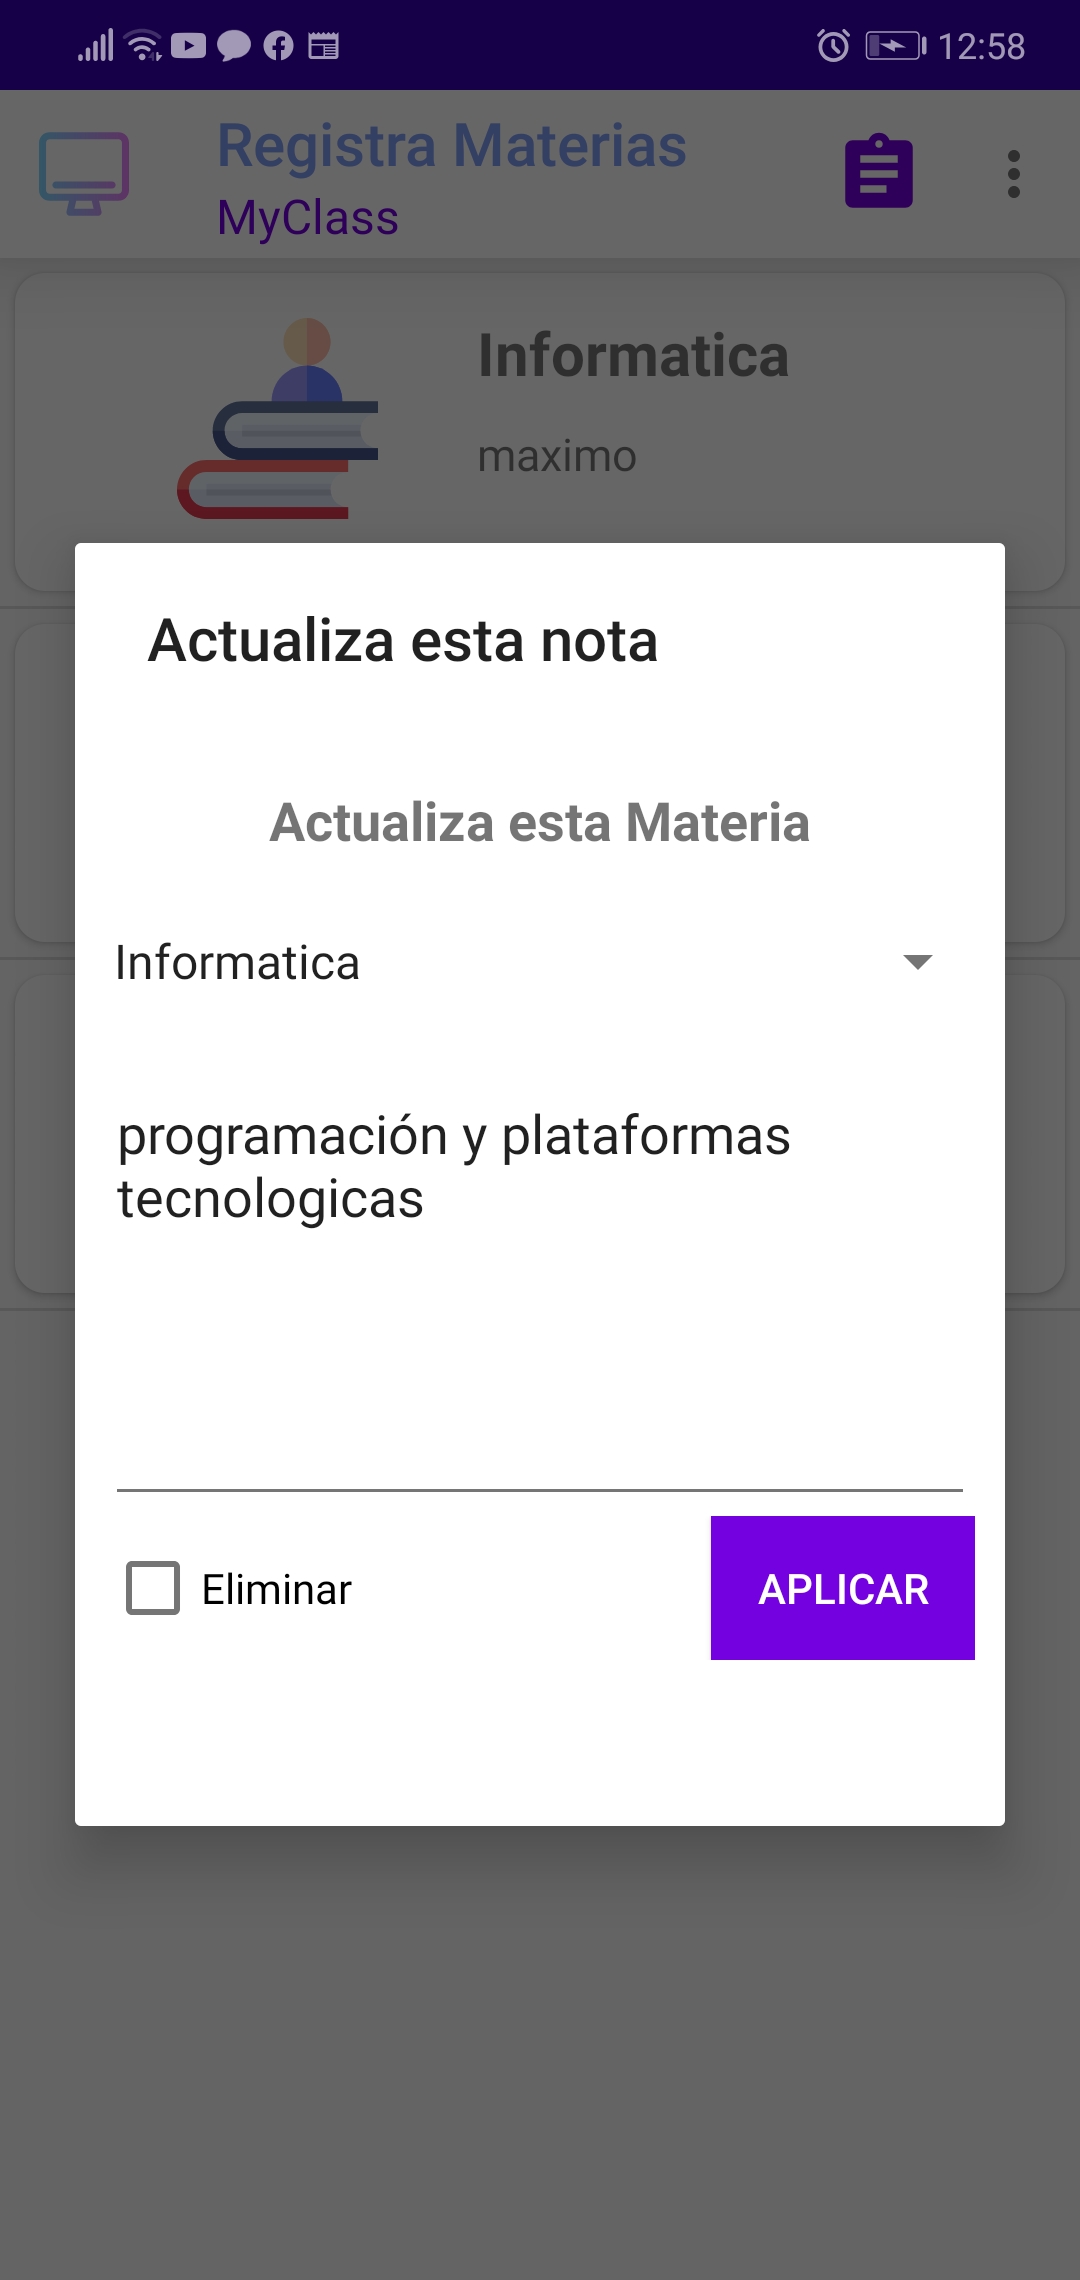 12:58
Registra Materias
MyClass
Informatica
maximo
Actualiza esta nota
Actualiza esta Materia
Informatica
programación y plataformas
tecnologicas
Eliminar
APLICAR